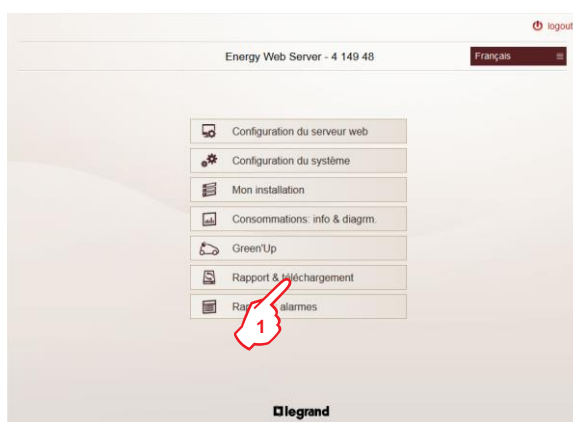 logout
Energy Web Server - 4 149 48
Français
Configuration du serveur web
Configuration du système
Mon installation
Consommations: info & diagrm.
Green'Up
Rapport & téléchargement
alarmes
1
legrand